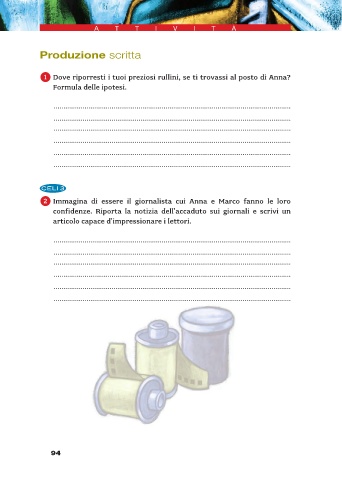 ATTIVITÀ
Produzione scritta
1 Dove riporresti i tuoi preziosi rullini, se ti trovassi al posto di Anna?
Formula delle ipotesi.
CELI 3
2 Immagina di essere il giornalista cui Anna e Marco fanno le loro
confidenze. Riporta la notizia dell'accaduto sui giornali e scrivi un
articolo capace d'impressionare i lettori.
94